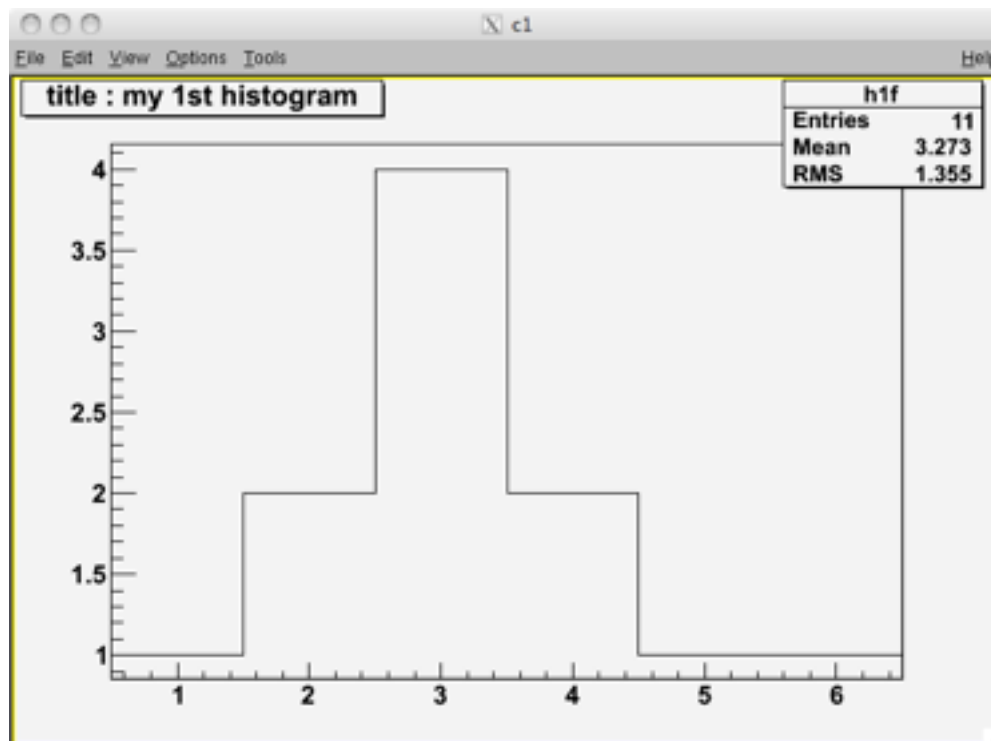 X c1
File Edit View Options Tools Help
title : my 1st histogram
h1f
Entries 11
Mean 3.273
RMS 1.355
4
3.5
3
2.5
2
1.5
1
1 2 3 4 5 6